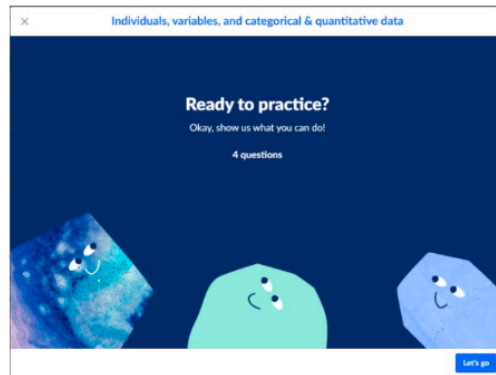 Individuals, variables, and categorical & quantitative data
Ready to practice?
Okay, show us what you can do!
4 questions
Let's go